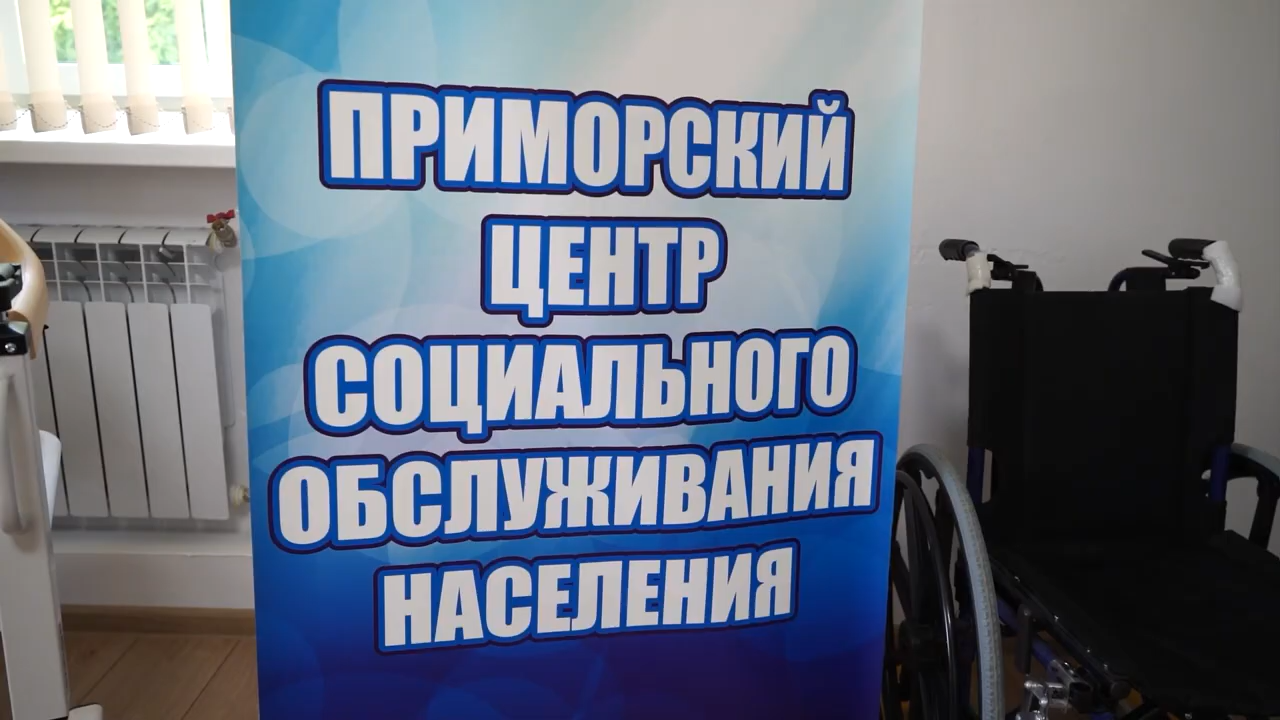 ПРИМОРСКИЙ
ЦЕНТР
СОЦИАЛЬНОГО
ОБСЛУЖИВАНИЯ
НАСЕЛЕНИЯ